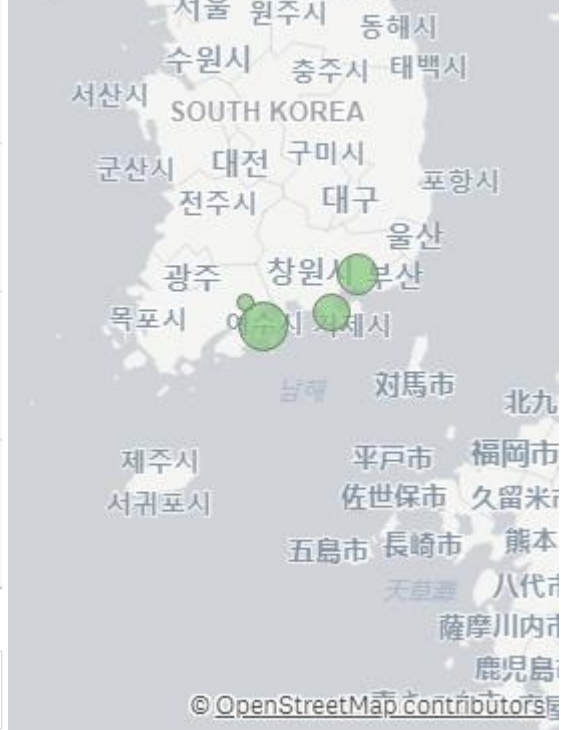 서울 원주시
동해시
수원시
충주시 태백시
서산시
SOUTH KOREA
군산시 대전 구미시
포항시
전주시 대구
울산
광주 창원시 부산
목포시 여수시 거제시
남해 対馬市
北九
제주시 平戸市 福岡市
서귀포시 佐世保市 久留米市
五島市 長崎市 熊本
天草灘 八代市
薩摩川内市
鹿児島
© OpenStreetMap contributors